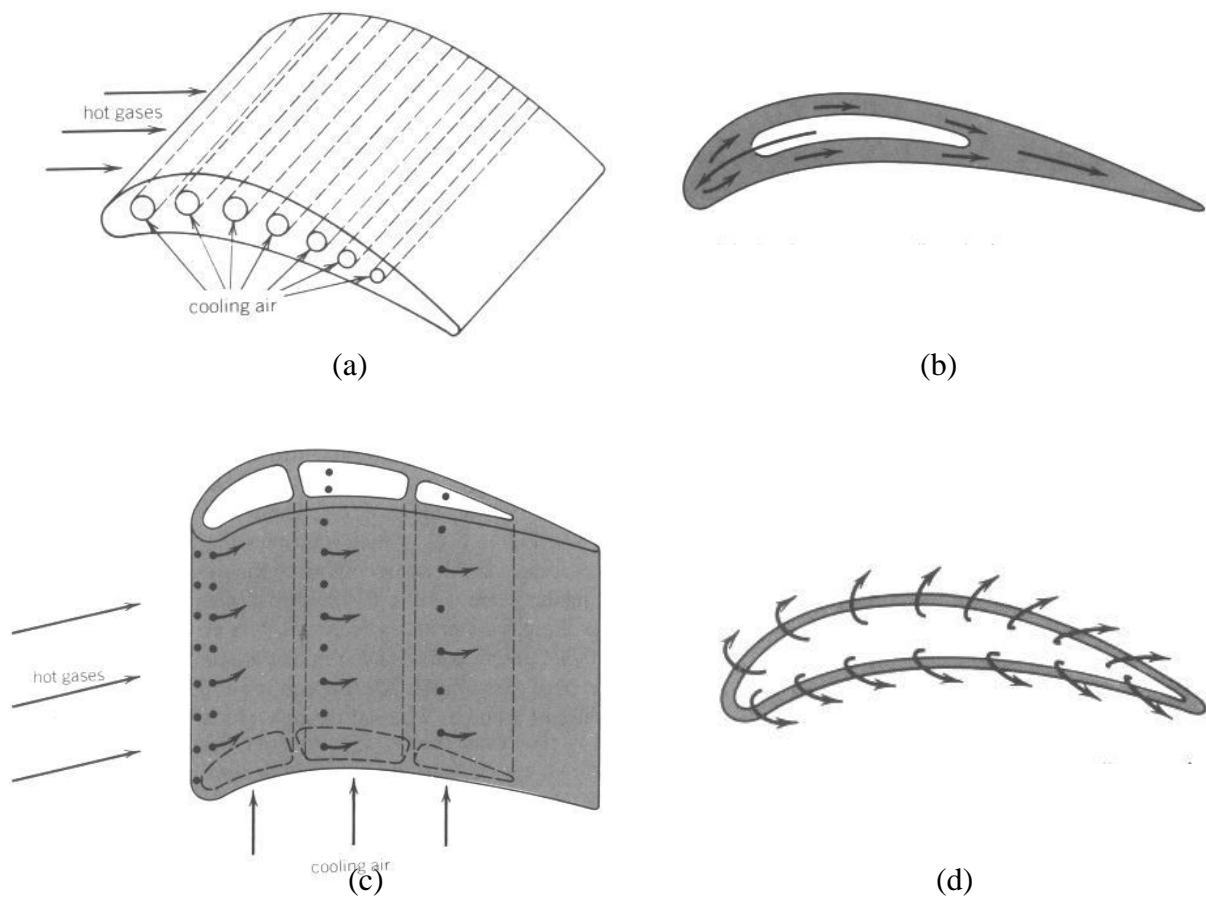 hot gases
cooling air
(a)
(b)
hot gases
cooling air
(c)
(d)